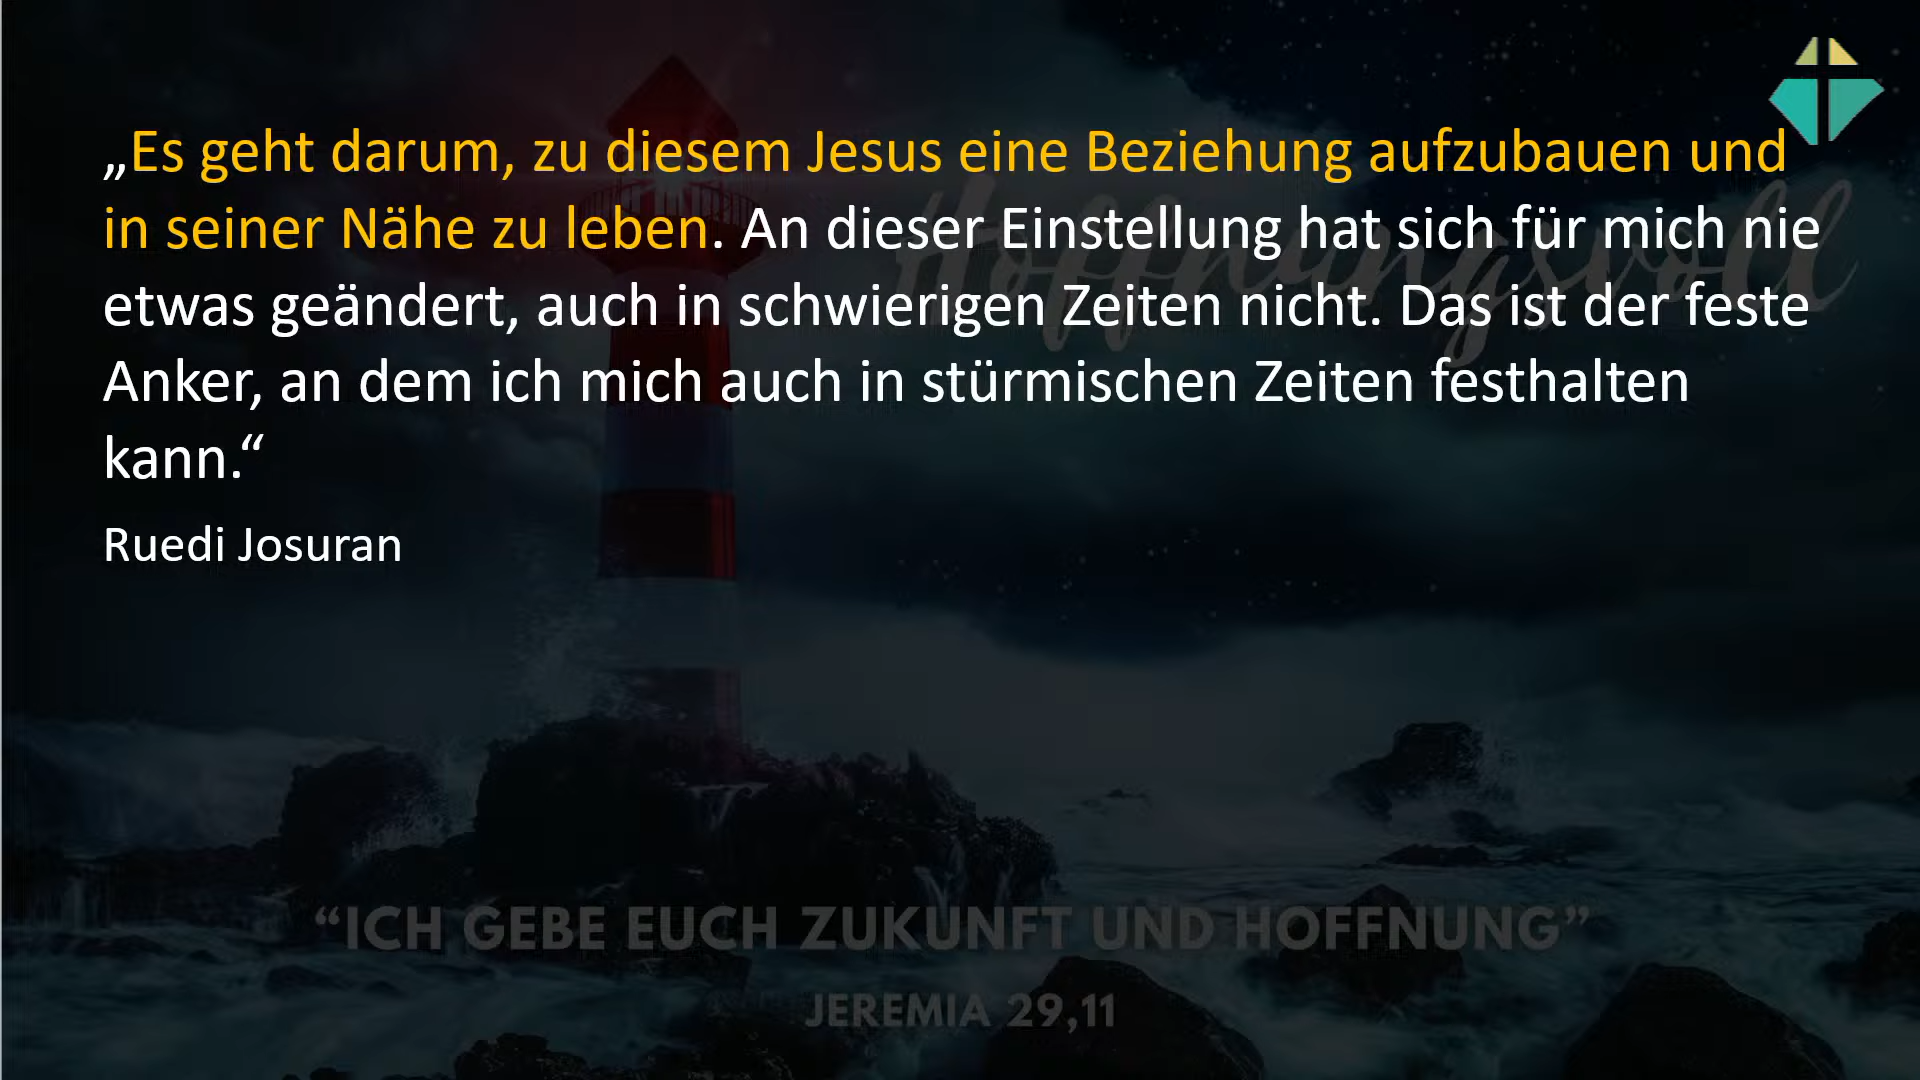 „Es geht darum, zu diesem Jesus eine Beziehung aufzubauen und
in seiner Nähe zu leben. An dieser Einstellung hat sich für mich nie
etwas geändert, auch in schwierigen Zeiten nicht. Das ist der feste
Anker, an dem ich mich auch in stürmischen Zeiten festhalten
kann.“
Ruedi Josuran
Hoffnungsvoll
“ICH GEBE EUCH ZUKUNFT UND HOFFNUNG”
JEREMIA 29,11